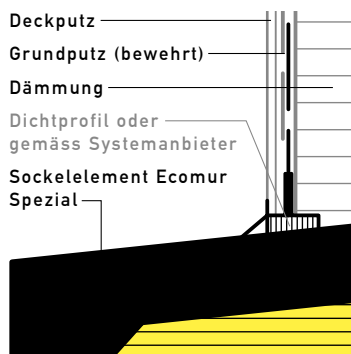 Deckputz
Grundputz (bewehrt)
Dämmung
Dichtprofil oder
gemäss Systemanbieter
Sockelelement Ecomur
Spezial